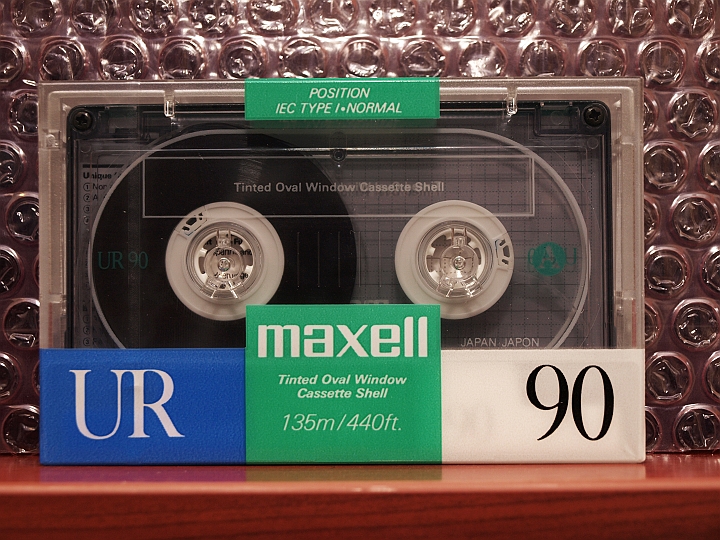 POSITION
IEC TYPE I•NORMAL
Tinted Oval Window Cassette Shell
Unique
UR 90
JAPAN/JAPON
maxell
UR
Tinted Oval Window
Cassette Shell
135m/440ft.
90